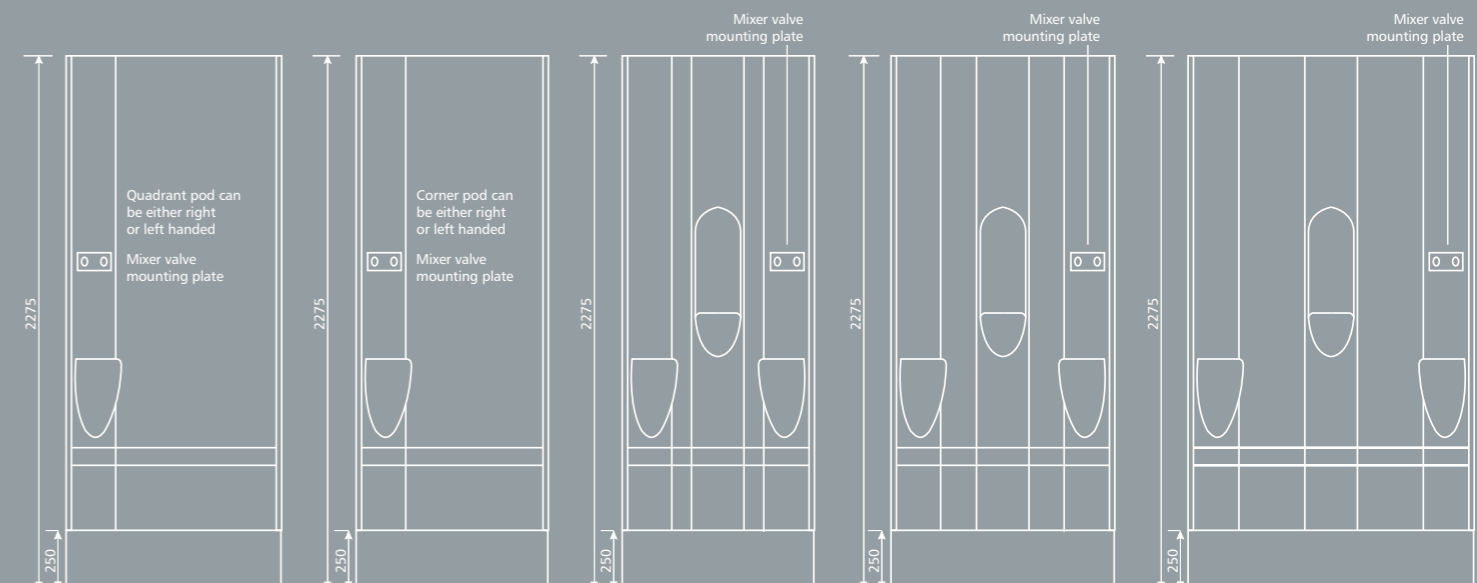 Mixer valve
mounting plate
Mixer valve
mounting plate
Mixer valve
mounting plate
Quadrant pod can
be either right
or left handed
Mixer valve
mounting plate
Corner pod can
be either right
or left handed
Mixer valve
mounting plate
2275
2275
2275
2275
2275
250
250
250
250
250